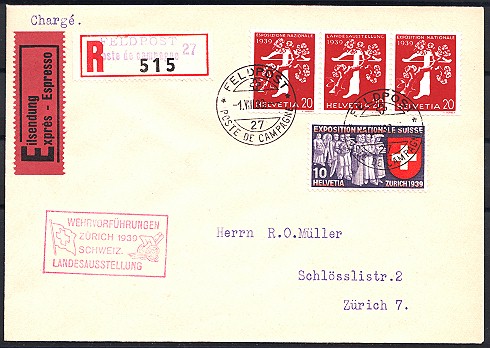 Chargé.
R
FELDPOST
Poste de campagne 27
515
Eilsendung
Exprès - Espresso
EXPOSIZIONE NAZIONALE
1939
HELVETIA 20
LANDESAUSSTELLUNG
1939
HELVETIA 20
EXPOSITION NATIONALE
1939
HELVETIA 20
* FELDPOST *
27
POSTE DE CAMPAGNE
FELDPOST
EXPOSITION NATIONALE SUISSE
10
HELVETIA
ZURICH 1939
WEHRVORFÜHRUNGEN
ZÜRICH 1939
SCHWEIZ.
LANDESAUSSTELLUNG
Herrn R.O.Müller
Schlösslistr.2
Zürich 7.